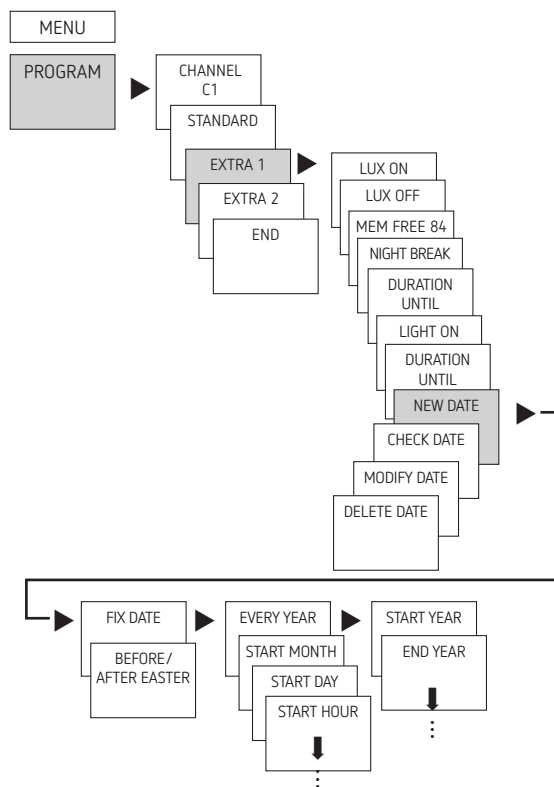 MENU
PROGRAM
CHANNEL
C1
STANDARD
EXTRA 1
EXTRA 2
END
LUX ON
LUX OFF
MEM FREE 84
NIGHT BREAK
DURATION
UNTIL
LIGHT ON
DURATION
UNTIL
NEW DATE
CHECK DATE
MODIFY DATE
DELETE DATE
FIX DATE
BEFORE/
AFTER EASTER
EVERY YEAR
START MONTH
START DAY
START HOUR
START YEAR
END YEAR